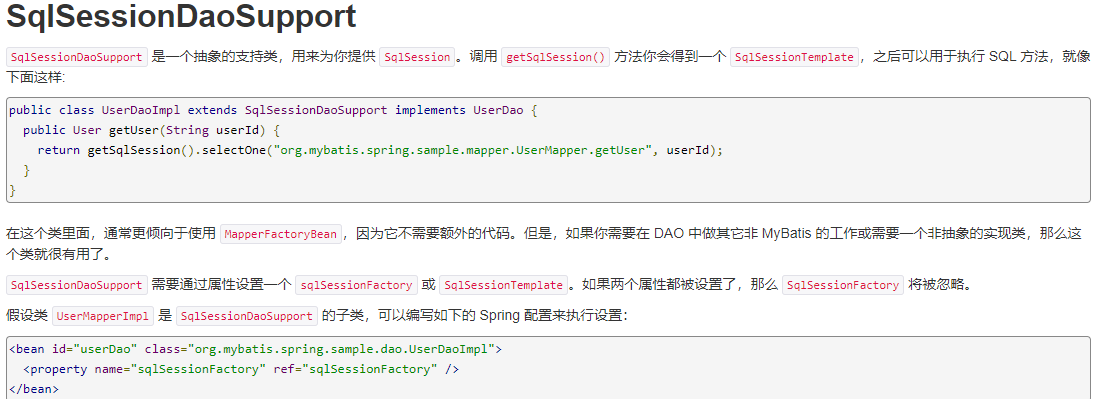 SqlSessionDaoSupport
SqlSessionDaoSupport 是一个抽象的支持类，用来为你提供 SqlSession。调用 getSqlSession() 方法你会得到一个 SqlSessionTemplate，之后可以用于执行 SQL 方法，就像
下面这样:
public class UserDaoImpl extends SqlSessionDaoSupport implements UserDao {
  public User getUser(String userId) {
    return getSqlSession().selectOne("org.mybatis.spring.sample.mapper.UserMapper.getUser", userId);
  }
}
在这个类里面，通常更倾向于使用 MapperFactoryBean，因为它不需要额外的代码。但是，如果你需要在 DAO 中做其它非 MyBatis 的工作或需要一个非抽象的实现类，那么这
个类就很有用了。
SqlSessionDaoSupport 需要通过属性设置一个 sqlSessionFactory 或 SqlSessionTemplate。如果两个属性都被设置了，那么 SqlSessionFactory 将被忽略。
假设类 UserMapperImpl 是 SqlSessionDaoSupport 的子类，可以编写如下的 Spring 配置来执行设置：
<bean id="userDao" class="org.mybatis.spring.sample.dao.UserDaoImpl">
  <property name="sqlSessionFactory" ref="sqlSessionFactory" />
</bean>